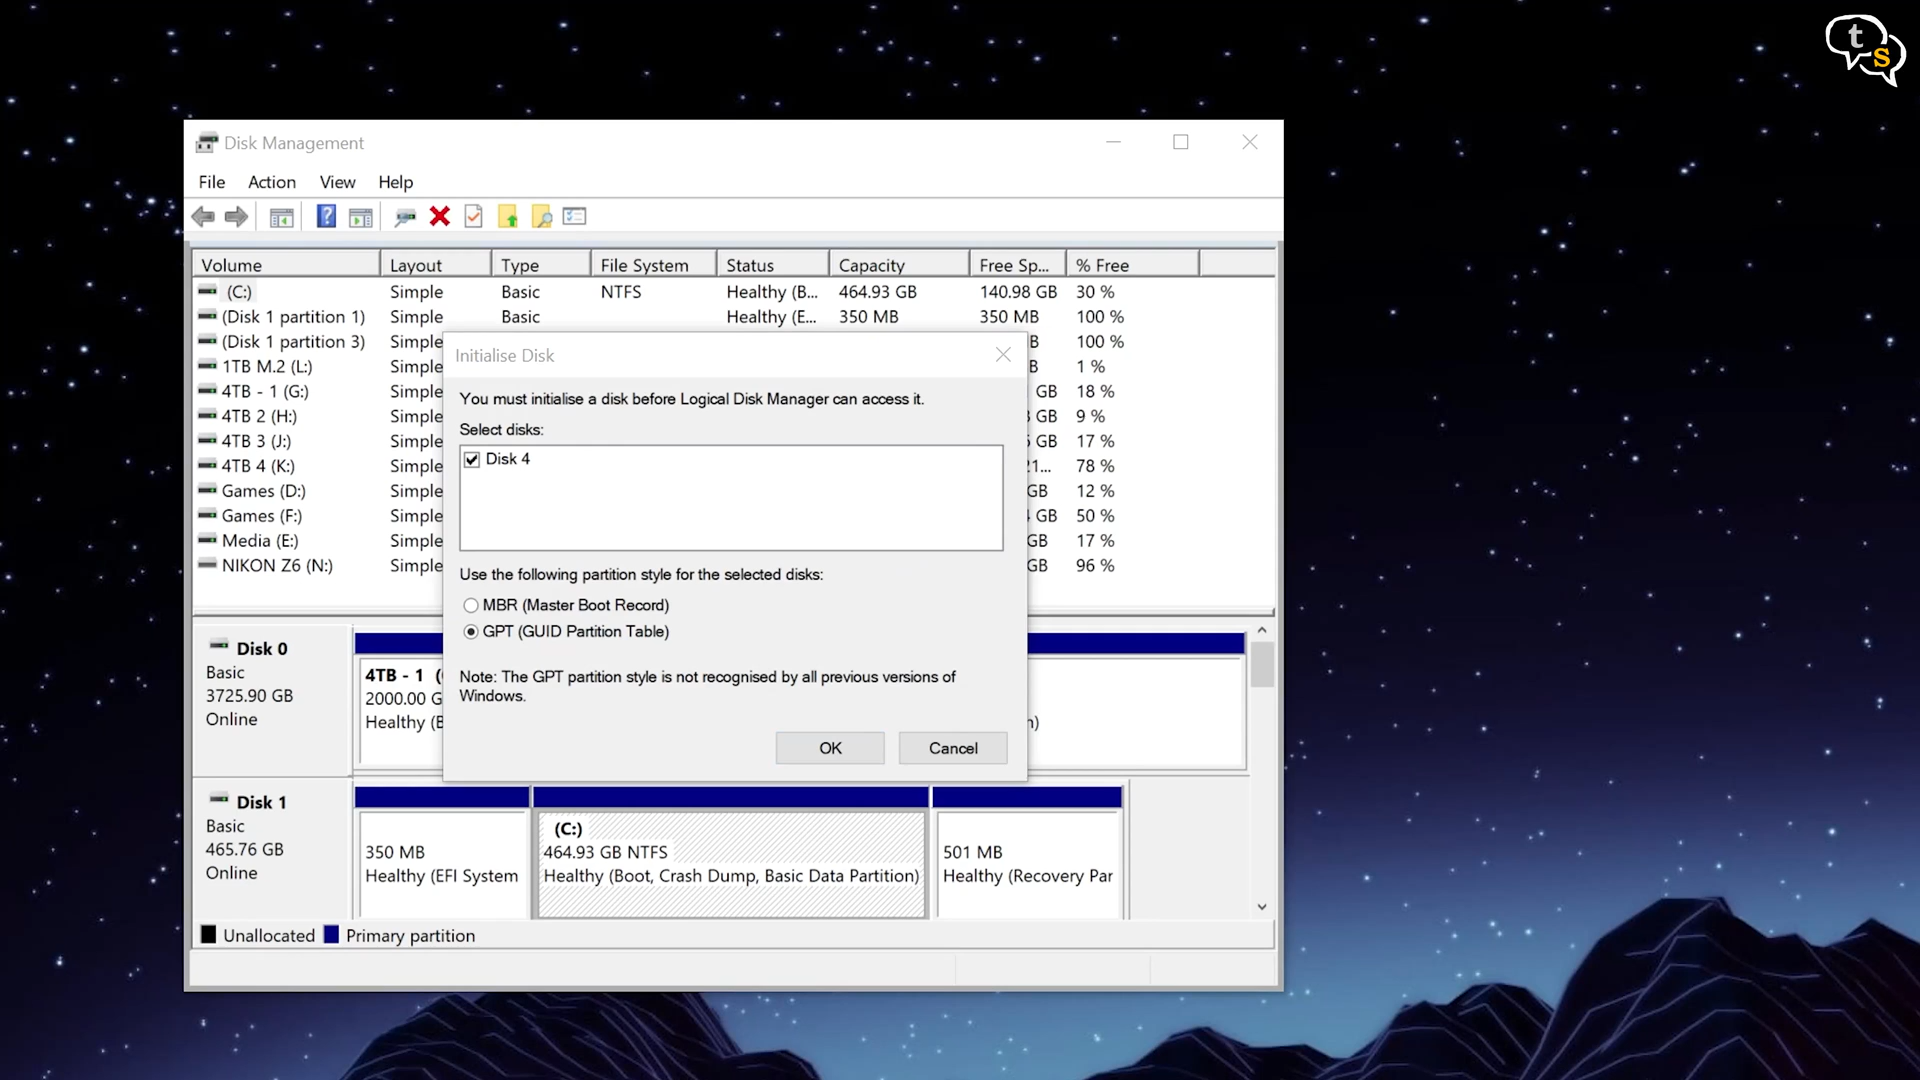 t
s
Disk Management
File Action View Help
Volume Layout Type File System Status Capacity Free Sp... % Free
(C:) Simple Basic NTFS Healthy (B... 464.93 GB 140.98 GB 30 %
(Disk 1 partition 1) Simple Basic Healthy (E... 350 MB 350 MB 100 %
(Disk 1 partition 3) Simple B 100 %
1TB M.2 (L:) Simple B 1 %
4TB - 1 (G:) Simple GB 18 %
4TB 2 (H:) Simple GB 9 %
4TB 3 (J:) Simple GB 17 %
4TB 4 (K:) Simple 78 %
Games (D:) Simple GB 12 %
Games (F:) Simple GB 50 %
Media (E:) Simple GB 17 %
NIKON Z6 (N:) Simple GB 96 %
Initialise Disk
You must initialise a disk before Logical Disk Manager can access it.
Select disks:
Disk 4
Use the following partition style for the selected disks:
MBR (Master Boot Record)
GPT (GUID Partition Table)
Note: The GPT partition style is not recognised by all previous versions of
Windows.
OK Cancel
Disk 0
Basic
3725.90 GB
Online
4TB - 1 (
2000.00 G
Healthy (B
Disk 1
Basic
465.76 GB
Online
350 MB
Healthy (EFI System
(C:)
464.93 GB NTFS
Healthy (Boot, Crash Dump, Basic Data Partition)
501 MB
Healthy (Recovery Par
Unallocated Primary partition